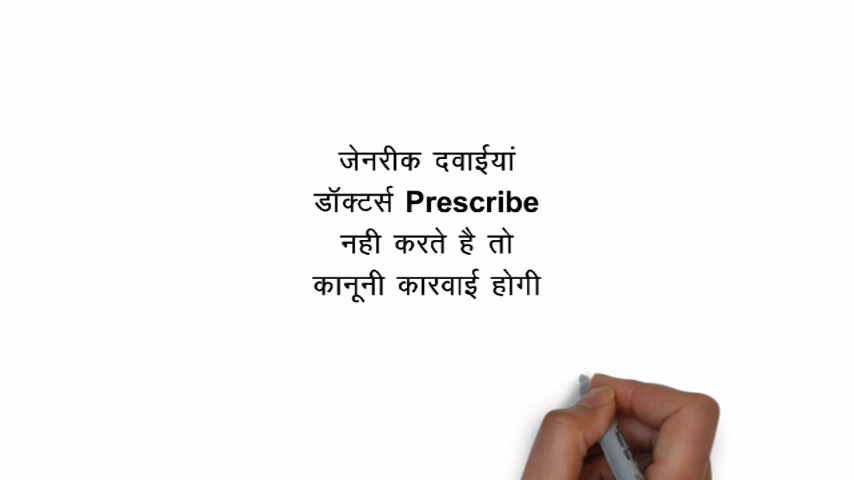 जेनरीक दवाईयां
डॉक्टर्स Prescribe
नही करते है तो
कानूनी कारवाई होगी